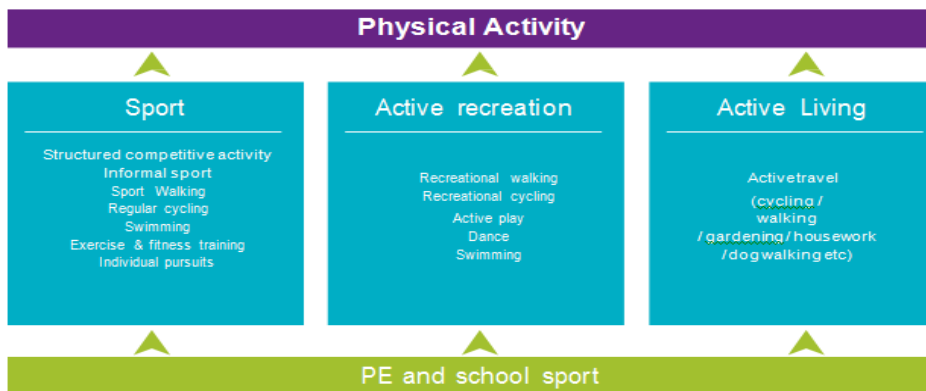 Physical Activity
Sport
Structured competitive activity
Informal sport
Sport Walking
Regular cycling
Swimming
Exercise & fitness training
Individual pursuits
Active recreation
Recreational walking
Recreational cycling
Active play
Dance
Swimming
Active Living
Activetravel
(cycling /
walking
/gardening/housework
/dogwalking etc)
PE and school sport